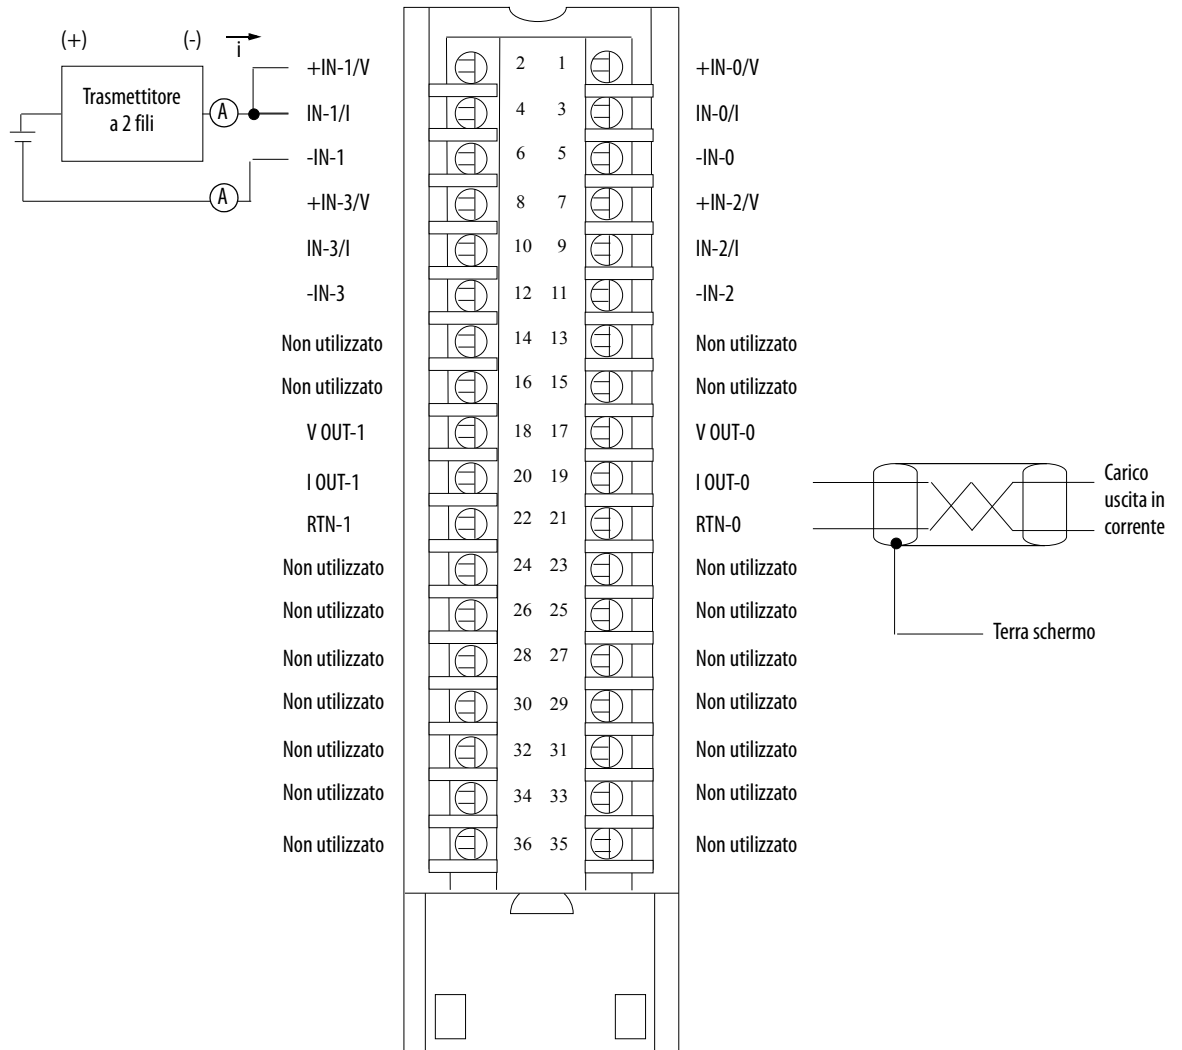 (+) (-) i
Trasmettitore
a 2 fili
A
A
+IN-1/V 2 1 +IN-0/V
IN-1/I 4 3 IN-0/I
-IN-1 6 5 -IN-0
+IN-3/V 8 7 +IN-2/V
IN-3/I 10 9 IN-2/I
-IN-3 12 11 -IN-2
Non utilizzato 14 13 Non utilizzato
Non utilizzato 16 15 Non utilizzato
V OUT-1 18 17 V OUT-0
I OUT-1 20 19 I OUT-0
RTN-1 22 21 RTN-0
Non utilizzato 24 23 Non utilizzato
Non utilizzato 26 25 Non utilizzato
Non utilizzato 28 27 Non utilizzato
Non utilizzato 30 29 Non utilizzato
Non utilizzato 32 31 Non utilizzato
Non utilizzato 34 33 Non utilizzato
Non utilizzato 36 35 Non utilizzato
Carico
uscita in
corrente
Terra schermo